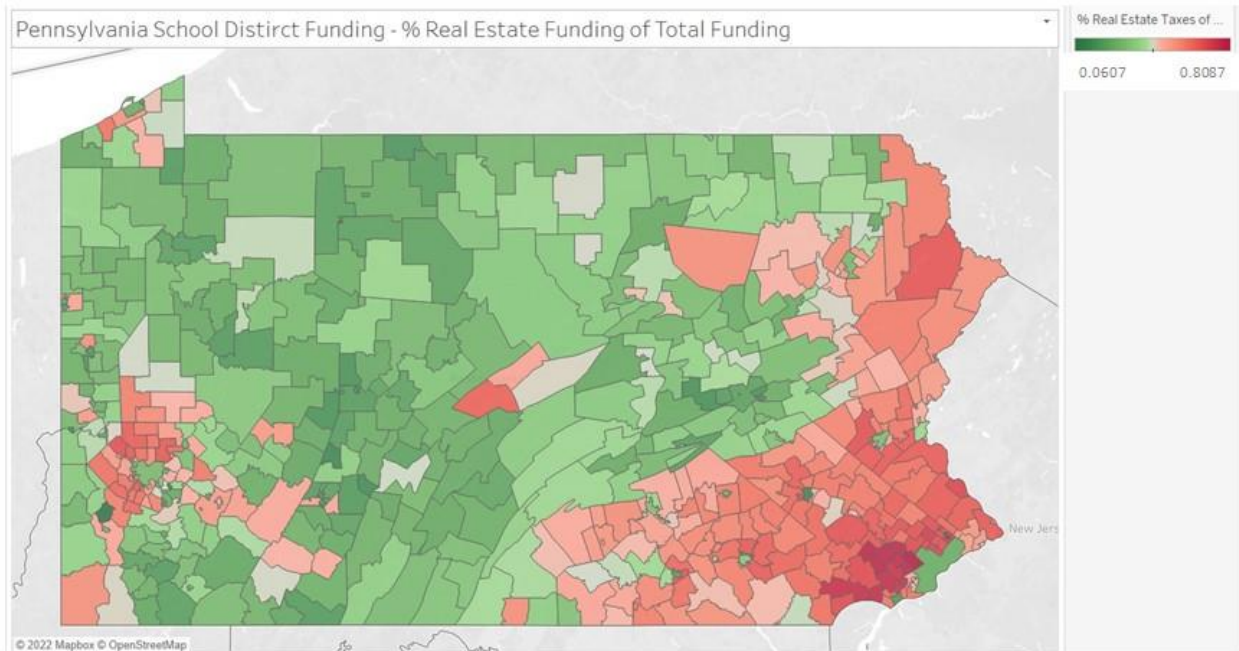 Pennsylvania School Distirct Funding - % Real Estate Funding of Total Funding
% Real Estate Taxes of ...
0.0607 0.8087
New Jers
© 2022 Mapbox © OpenStreetMap